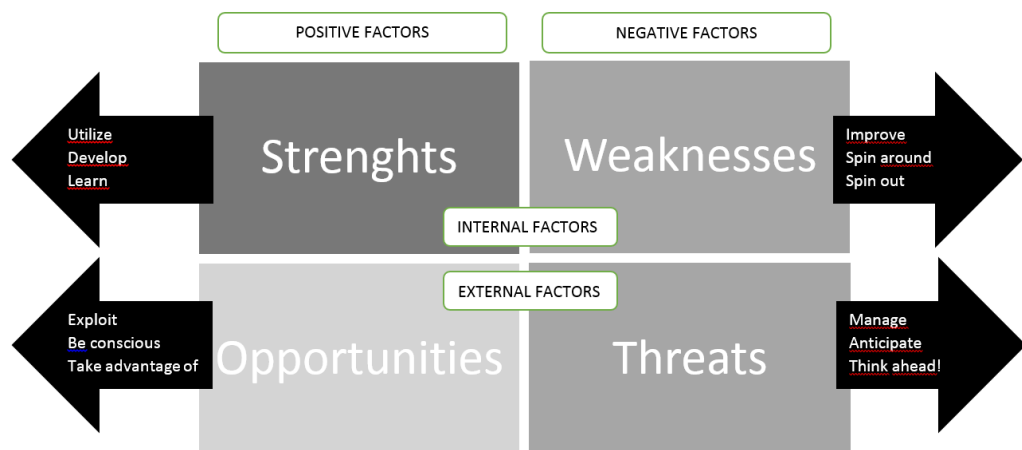 POSITIVE FACTORS
NEGATIVE FACTORS
Utilize
Develop
Learn
Strenghts
Weaknesses
Improve
Spin around
Spin out
INTERNAL FACTORS
EXTERNAL FACTORS
Exploit
Be conscious
Take advantage of
Opportunities
Threats
Manage
Anticipate
Think ahead!